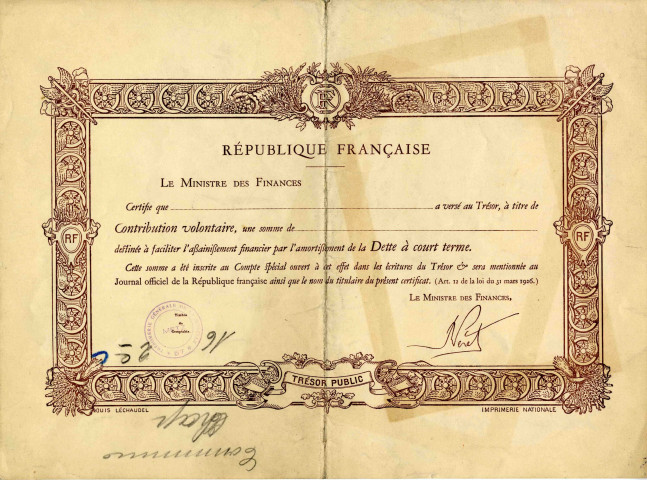 RF
RÉPUBLIQUE FRANÇAISE
LE MINISTRE DES FINANCES
Certifie que a versé au Trésor, à titre de
Contribution volontaire, une somme de
destinée à faciliter l'assainissement financier par l'amortissement de la Dette à court terme.
Cette somme a été inscrite au Compte spécial ouvert à cet effet dans les écritures du Trésor & sera mentionnée au
Journal officiel de la République française ainsi que le nom du titulaire du présent certificat. (Art. 11 de la loi du 31 mars 1926.)
LE MINISTRE DES FINANCES,
RF
RF
TRÉSOR PUBLIC
LOUIS LÉCHAUDEL
IMPRIMERIE NATIONALE
16